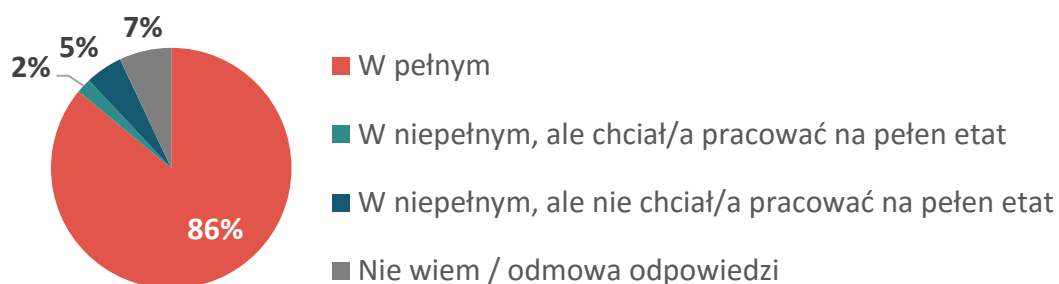 7%
5%
2%
86%
W pełnym
W niepełnym, ale chciał/a pracować na pełen etat
W niepełnym, ale nie chciał/a pracować na pełen etat
Nie wiem / odmowa odpowiedzi